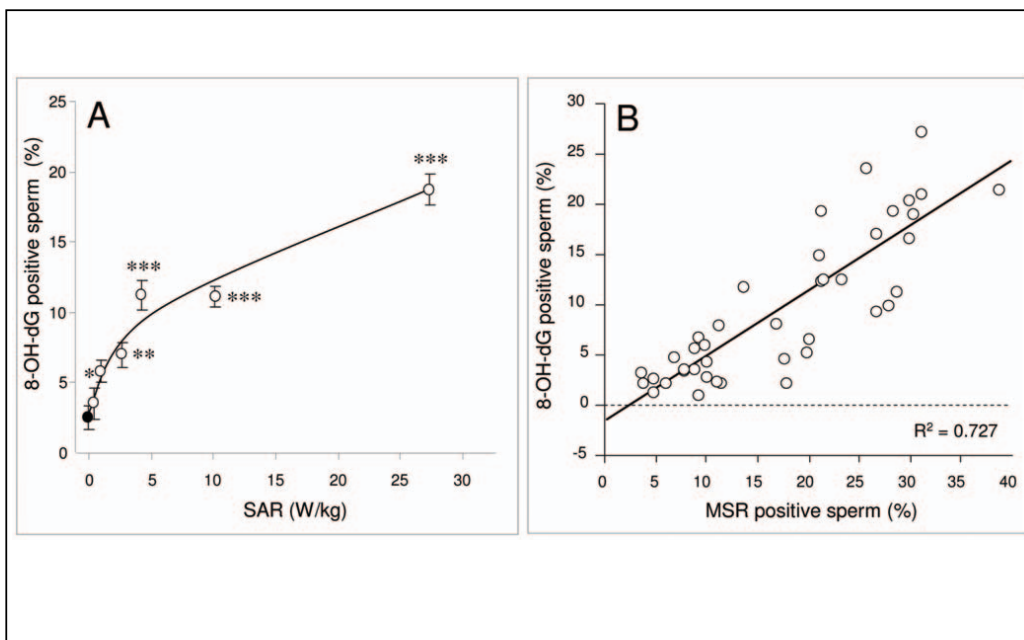 A
8-OH-dG positive sperm (%)
25
20
15
10
5
0
***
***
***
**
*
0 5 10 15 20 25 30
SAR (W/kg)
B
8-OH-dG positive sperm (%)
30
25
20
15
10
5
0
-5
R² = 0.727
0 5 10 15 20 25 30 35 40
MSR positive sperm (%)